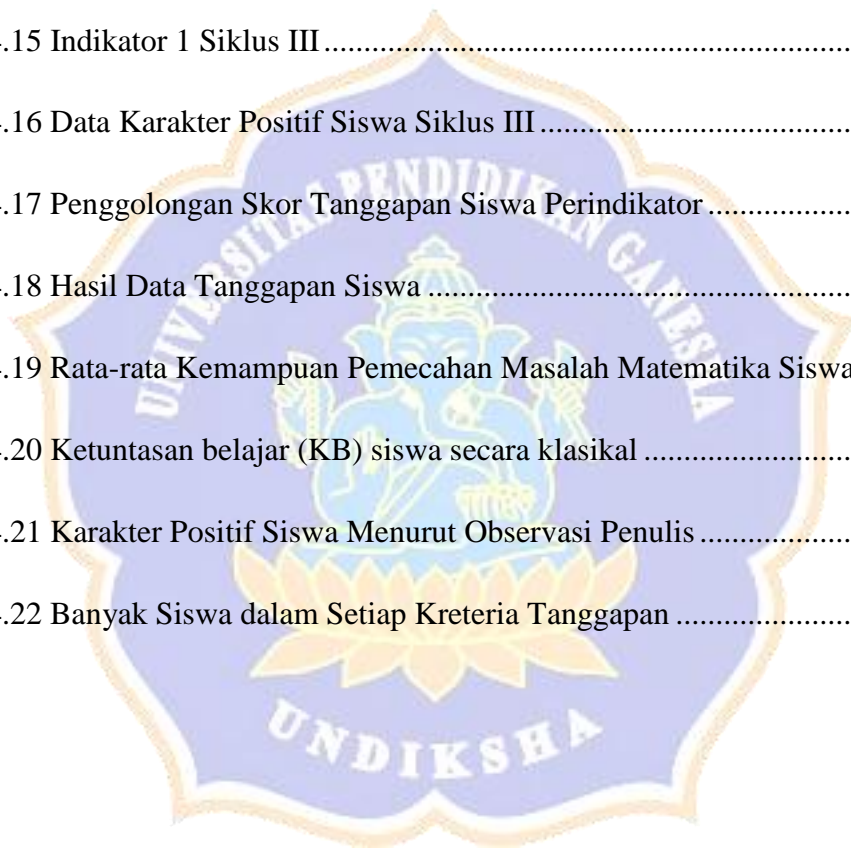 .15 Indikator 1 Siklus III ........................................................................
.16 Data Karakter Positif Siswa Siklus III ..........................................
.17 Penggolongan Skor Tanggapan Siswa Perindikator ...................
.18 Hasil Data Tanggapan Siswa .........................................................
.19 Rata-rata Kemampuan Pemecahan Masalah Matematika Siswa
.20 Ketuntasan belajar (KB) siswa secara klasikal ............................
.21 Karakter Positif Siswa Menurut Observasi Penulis ....................
.22 Banyak Siswa dalam Setiap Kreteria Tanggapan .......................
UNIVERSITAS PENDIDIKAN GANESHA
UNDIKSHA